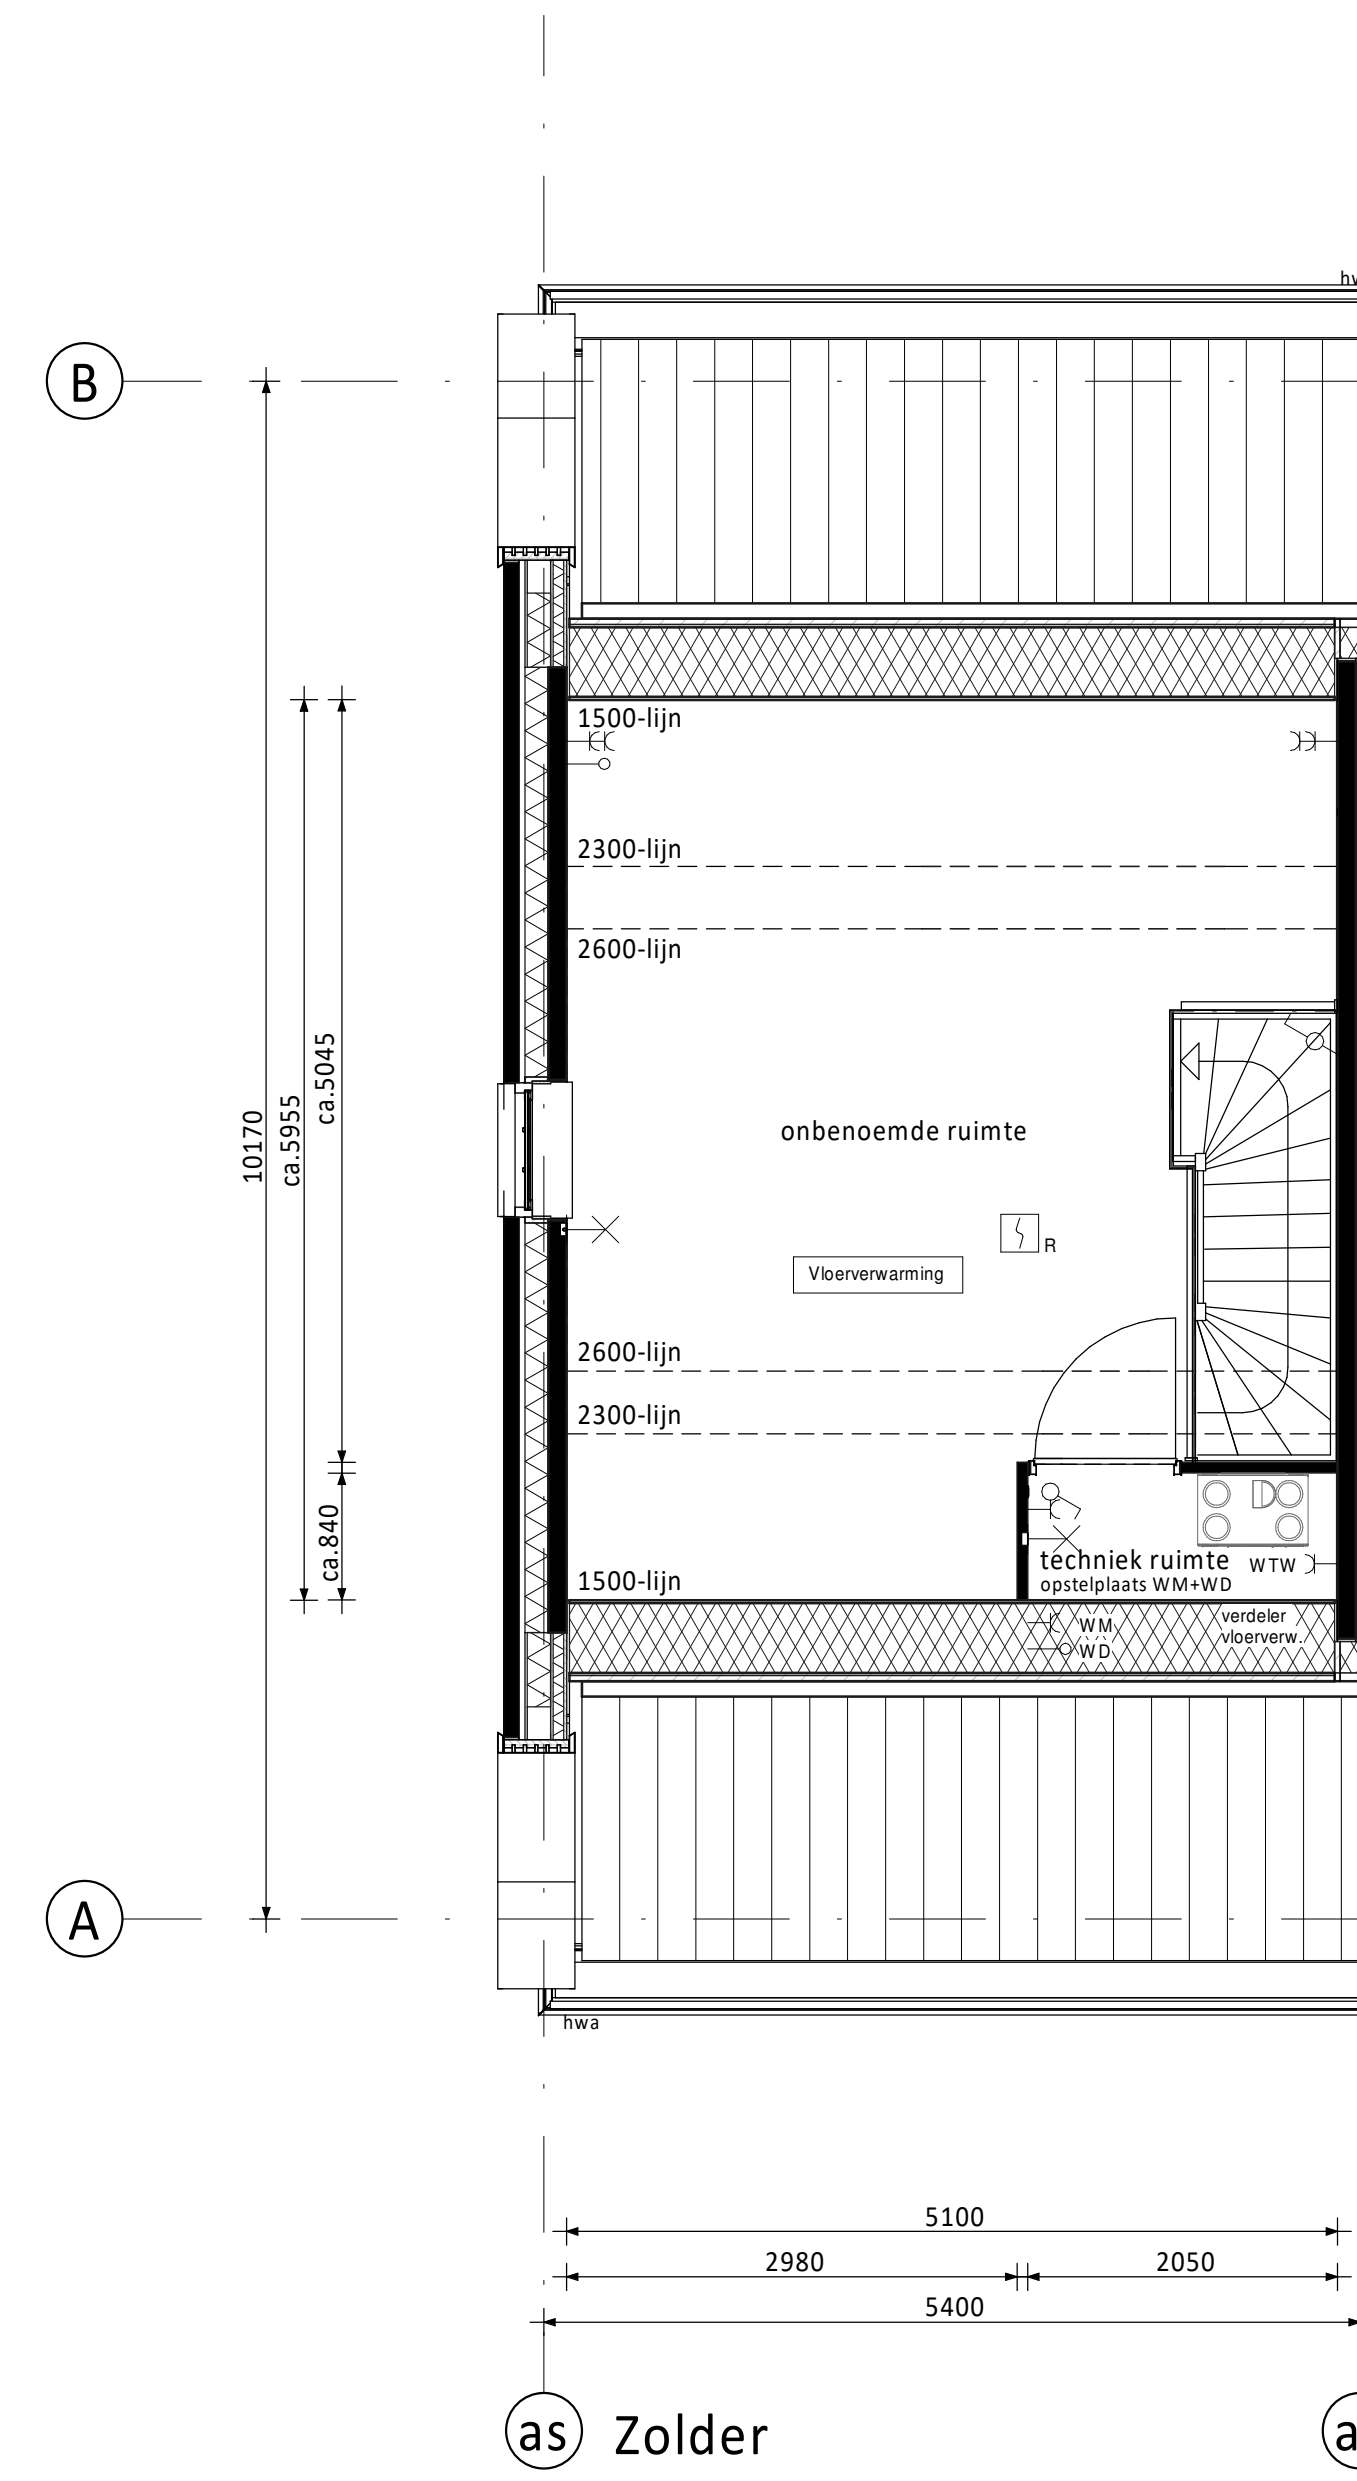 B
1500-lijn
2300-lijn
2600-lijn
10170
ca.5955
ca.5045
onbenoemde ruimte
R
Vloerverwarming
2600-lijn
2300-lijn
ca.840
techniek ruimte
WTW
opstelplaats WM+WD
1500-lijn
WM
WD
verdeler
vloerverw.
A
hwa
5100
2980
2050
5400
as
Zolder